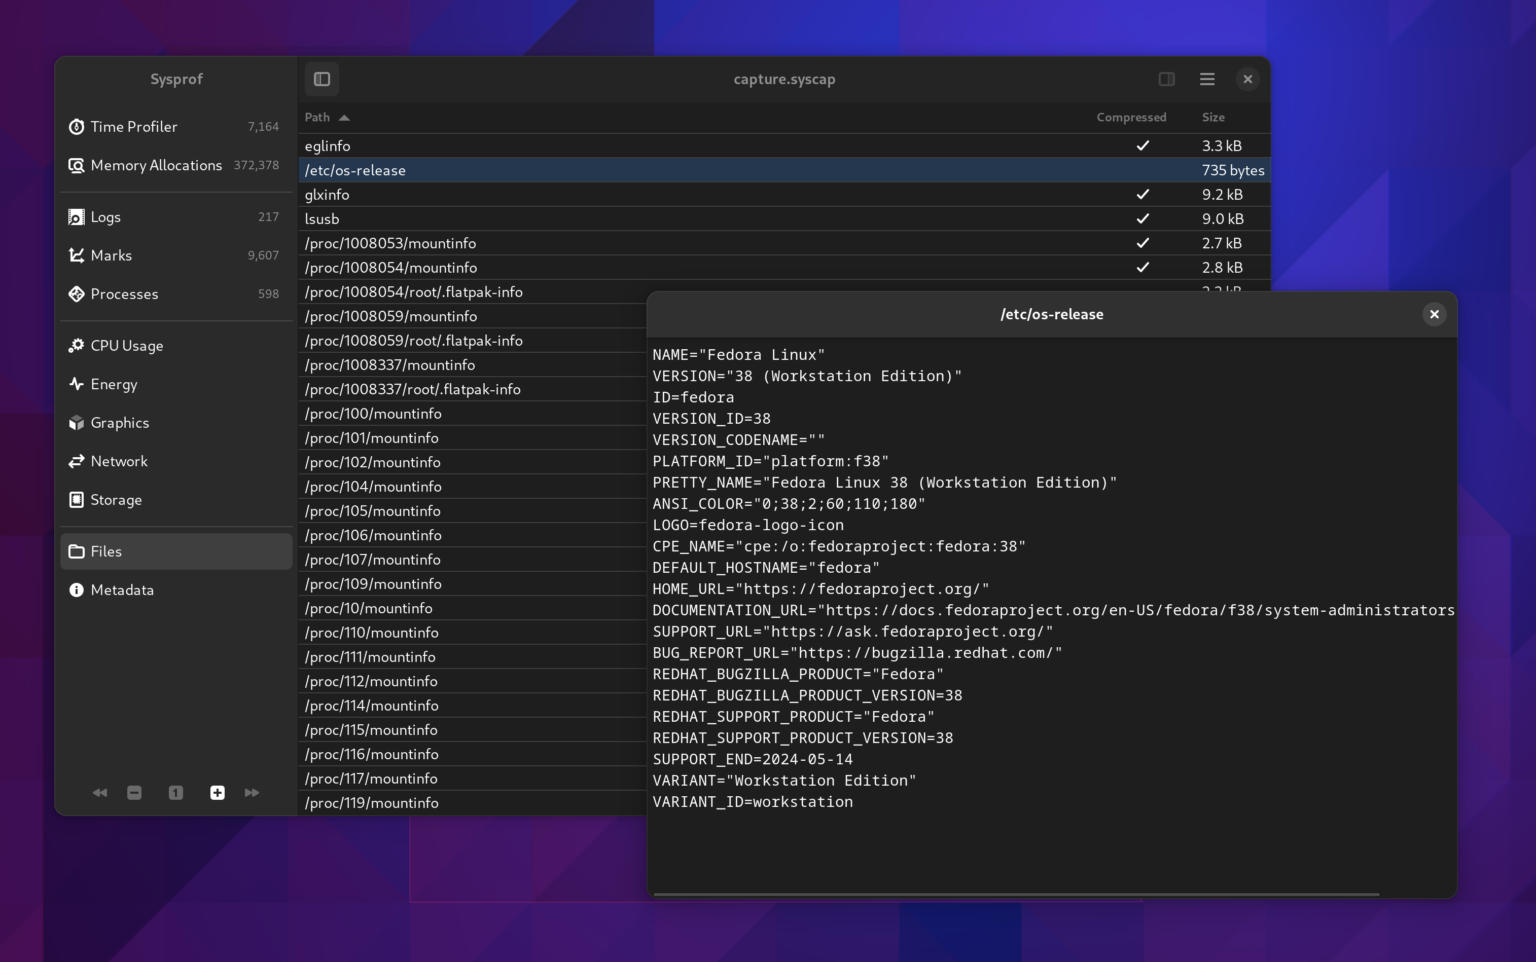 Sysprof
Time Profiler 7,164
Memory Allocations 372,378
Logs 217
Marks 9,607
Processes 598
CPU Usage
Energy
Graphics
Network
Storage
Files
Metadata
1
capture.syscap
Path Compressed Size
eglinfo 3.3 kB
/etc/os-release 735 bytes
glxinfo 9.2 kB
lsusb 9.0 kB
/proc/1008053/mountinfo 2.7 kB
/proc/1008054/mountinfo 2.8 kB
/proc/1008054/root/.flatpak-info
/proc/1008059/mountinfo
/proc/1008059/root/.flatpak-info
/proc/1008337/mountinfo
/proc/1008337/root/.flatpak-info
/proc/100/mountinfo
/proc/101/mountinfo
/proc/102/mountinfo
/proc/104/mountinfo
/proc/105/mountinfo
/proc/106/mountinfo
/proc/107/mountinfo
/proc/109/mountinfo
/proc/10/mountinfo
/proc/110/mountinfo
/proc/111/mountinfo
/proc/112/mountinfo
/proc/114/mountinfo
/proc/115/mountinfo
/proc/116/mountinfo
/proc/117/mountinfo
/proc/119/mountinfo
/etc/os-release
NAME="Fedora Linux"
VERSION="38 (Workstation Edition)"
ID=fedora
VERSION_ID=38
VERSION_CODENAME=""
PLATFORM_ID="platform:f38"
PRETTY_NAME="Fedora Linux 38 (Workstation Edition)"
ANSI_COLOR="0;38;2;60;110;180"
LOGO=fedora-logo-icon
CPE_NAME="cpe:/o:fedoraproject:fedora:38"
DEFAULT_HOSTNAME="fedora"
HOME_URL="https://fedoraproject.org/"
DOCUMENTATION_URL="https://docs.fedoraproject.org/en-US/fedora/f38/system-administrators
SUPPORT_URL="https://ask.fedoraproject.org/"
BUG_REPORT_URL="https://bugzilla.redhat.com/"
REDHAT_BUGZILLA_PRODUCT="Fedora"
REDHAT_BUGZILLA_PRODUCT_VERSION=38
REDHAT_SUPPORT_PRODUCT="Fedora"
REDHAT_SUPPORT_PRODUCT_VERSION=38
SUPPORT_END=2024-05-14
VARIANT="Workstation Edition"
VARIANT_ID=workstation